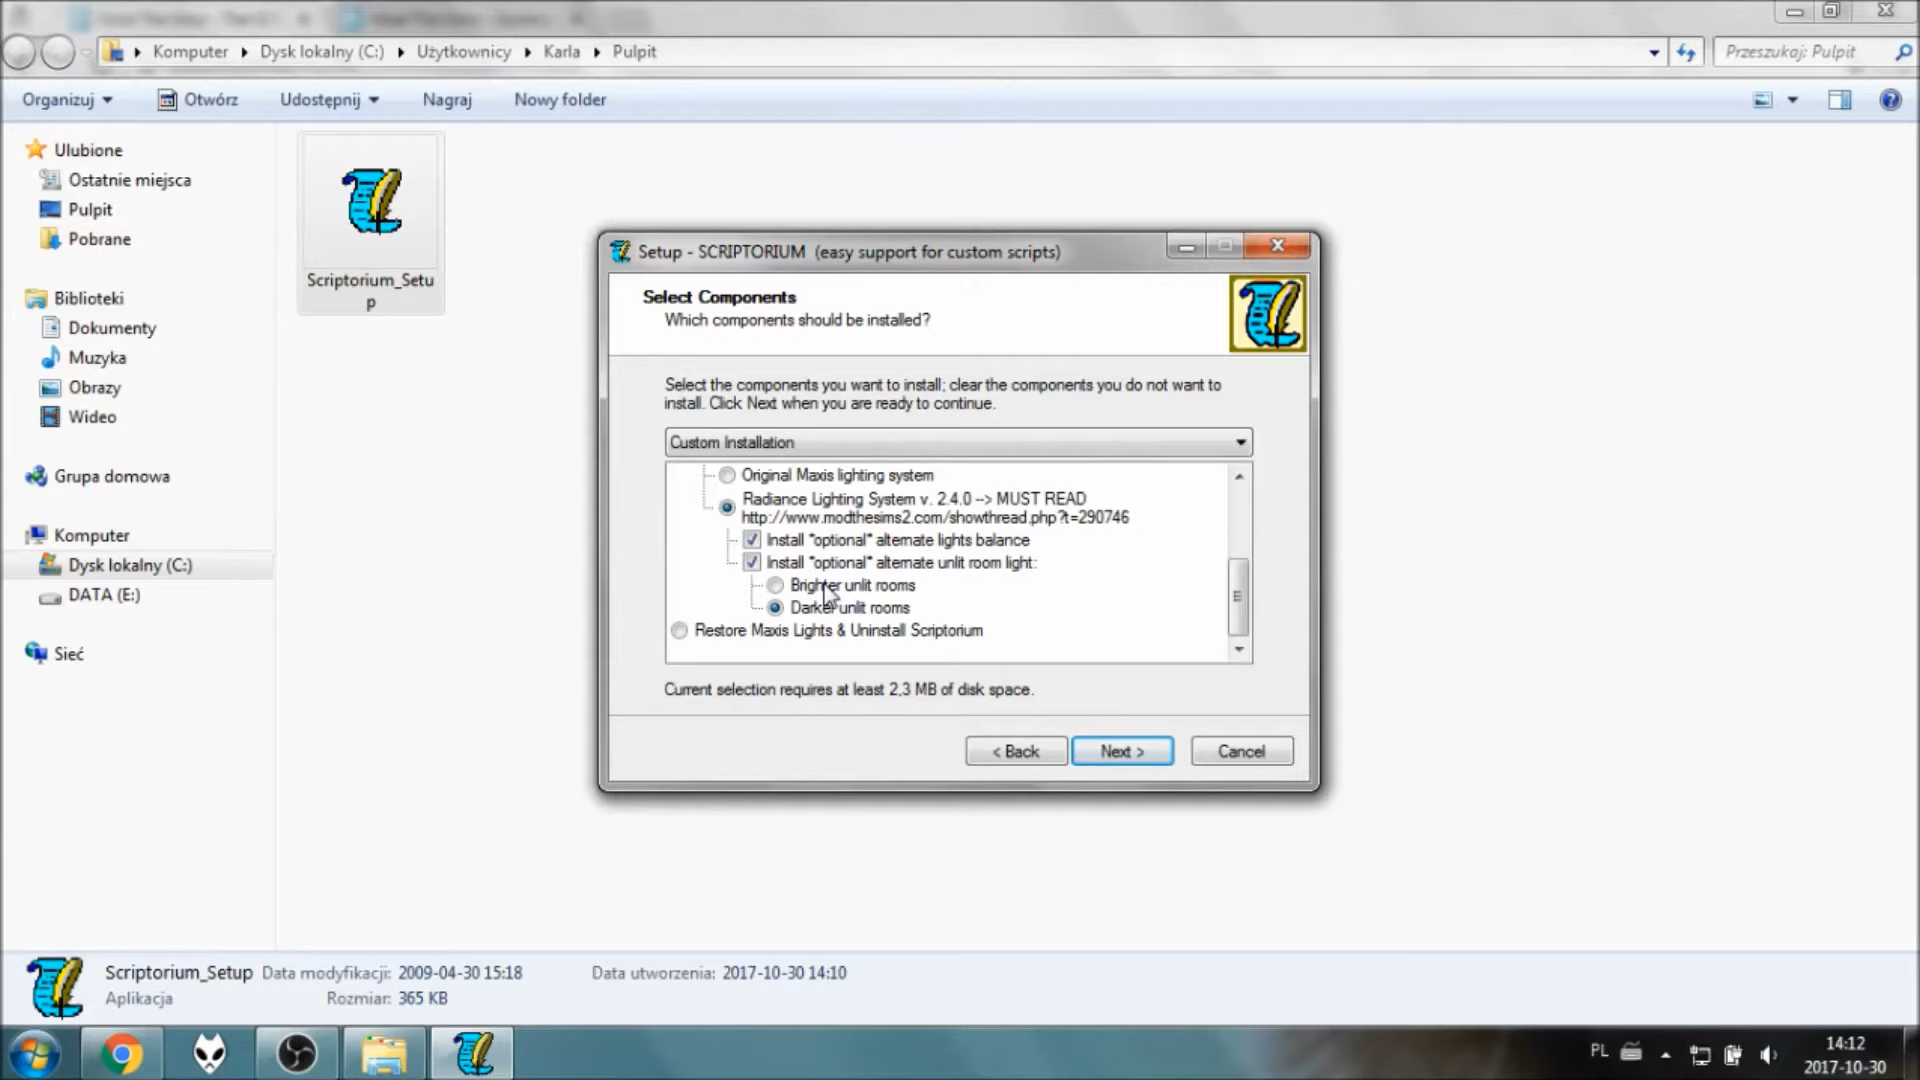 Komputer Dysk lokalny (C:) Użytkownicy Karla Pulpit
Przeszukaj: Pulpit
Organizuj Otwórz Udostępnij Nagraj Nowy folder
Ulubione
Ostatnie miejsca
Pulpit
Pobrane
Biblioteki
Dokumenty
Muzyka
Obrazy
Wideo
Grupa domowa
Komputer
Dysk lokalny (C:)
DATA (E:)
Sieć
Scriptorium_Setu
p
Setup - SCRIPTORIUM (easy support for custom scripts)
Select Components
Which components should be installed?
Select the components you want to install; clear the components you do not want to
install. Click Next when you are ready to continue.
Custom Installation
Original Maxis lighting system
Radiance Lighting System v. 2.4.0 --> MUST READ
http://www.modthesims2.com/showthread.php?t=290746
Install *optional* alternate lights balance
Install *optional* alternate unlit room light:
Brighter unlit rooms
Darker unlit rooms
Restore Maxis Lights & Uninstall Scriptorium
Current selection requires at least 2,3 MB of disk space.
< Back Next > Cancel
Scriptorium_Setup Data modyfikacji: 2009-04-30 15:18 Data utworzenia: 2017-10-30 14:10
Aplikacja Rozmiar: 365 KB
PL
14:12
2017-10-30